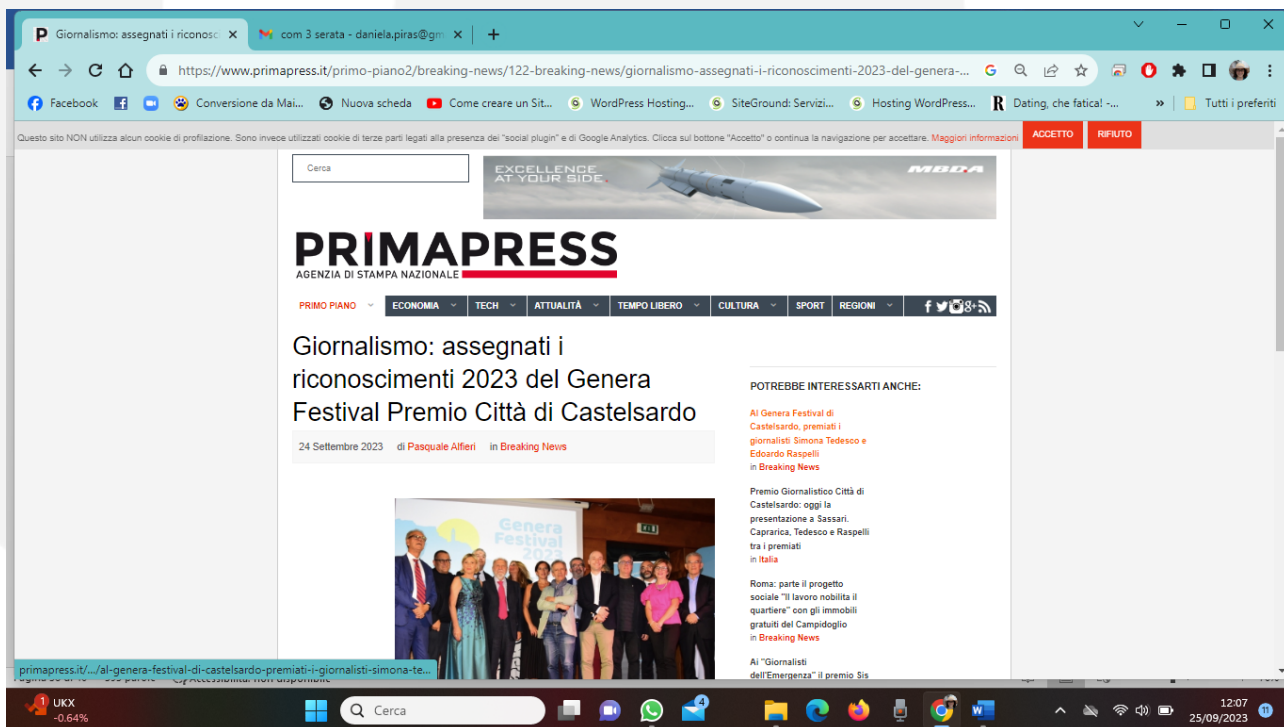 Giornalismo: assegnati i riconosci
com 3 serata - daniela.piras@gm
https://www.primapress.it/primo-piano2/breaking-news/122-breaking-news/giornalismo-assegnati-i-riconoscimenti-2023-del-genera-...
Facebook
Conversione da Mai...
Nuova scheda
Come creare un Sit...
WordPress Hosting...
SiteGround: Servizi...
Hosting WordPress...
Dating, che fatica! -...
»
Tutti i preferiti
Questo sito NON utilizza alcun cookie di profilazione. Sono invece utilizzati cookie di terze parti legati alla presenza dei "social plugin" e di Google Analytics. Clicca sul bottone "Accetto" o continua la navigazione per accettare. Maggiori informazioni
ACCETTO
RIFIUTO
Cerca
EXCELLENCE
AT YOUR SIDE.
MBDA
PRIMAPRESS
AGENZIA DI STAMPA NAZIONALE
PRIMO PIANO
ECONOMIA
TECH
ATTUALITÀ
TEMPO LIBERO
CULTURA
SPORT
REGIONI
Giornalismo: assegnati i
riconoscimenti 2023 del Genera
Festival Premio Città di Castelsardo
24 Settembre 2023 di Pasquale Alfieri in Breaking News
Genera
Festival
2023
POTREBBE INTERESSARTI ANCHE:
Al Genera Festival di
Castelsardo, premiati i
giornalisti Simona Tedesco e
Edoardo Raspelli
in Breaking News
Premio Giornalistico Città di
Castelsardo: oggi la
presentazione a Sassari.
Caprarica, Tedesco e Raspelli
tra i premiati
in Italia
Roma: parte il progetto
sociale "Il lavoro nobilita il
quartiere" con gli immobili
gratuiti del Campidoglio
in Breaking News
Ai "Giornalisti
dell'Emergenza" il premio Sis
primapress.it/.../al-genera-festival-di-castelsardo-premiati-i-giornalisti-simona-te...
1
UKX
-0.64%
Cerca
4
12:07
25/09/2023
11